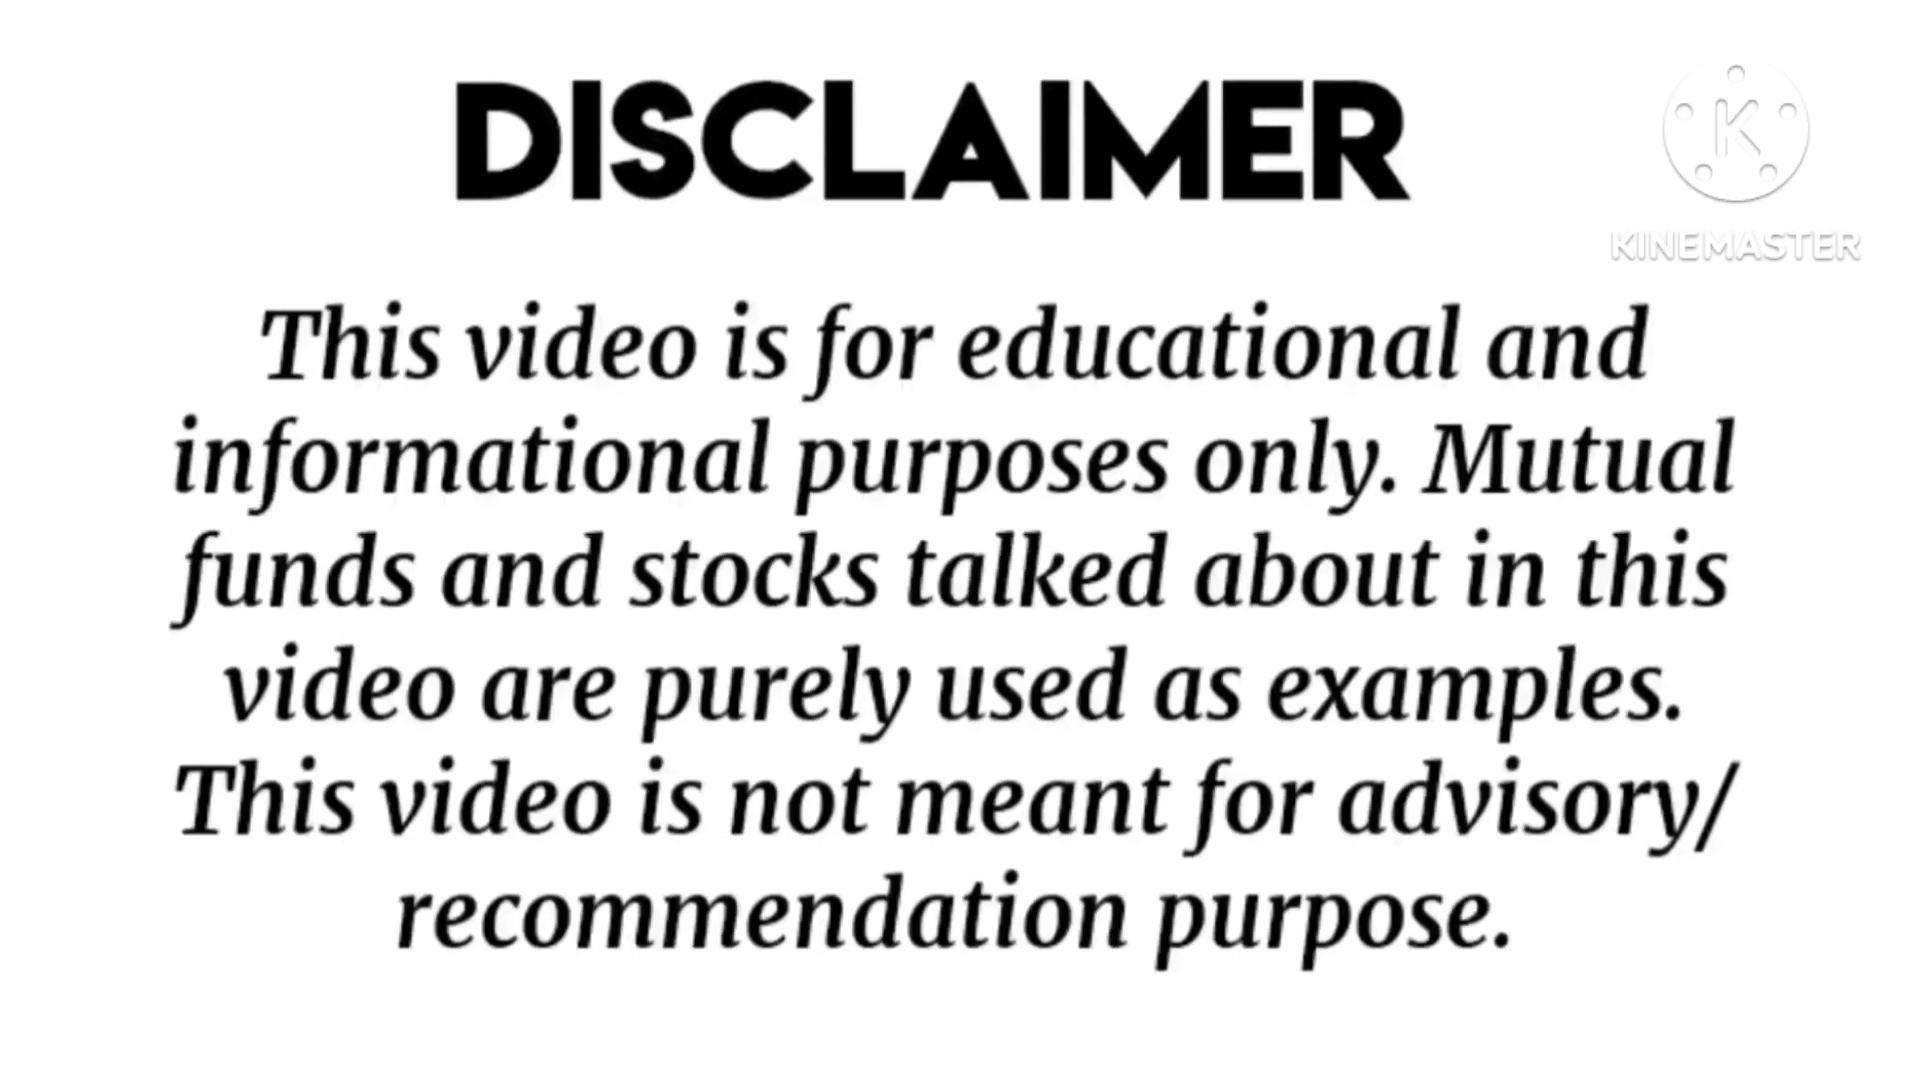 DISCLAIMER
K
KINEMASTER
This video is for educational and
informational purposes only. Mutual
funds and stocks talked about in this
video are purely used as examples.
This video is not meant for advisory/
recommendation purpose.